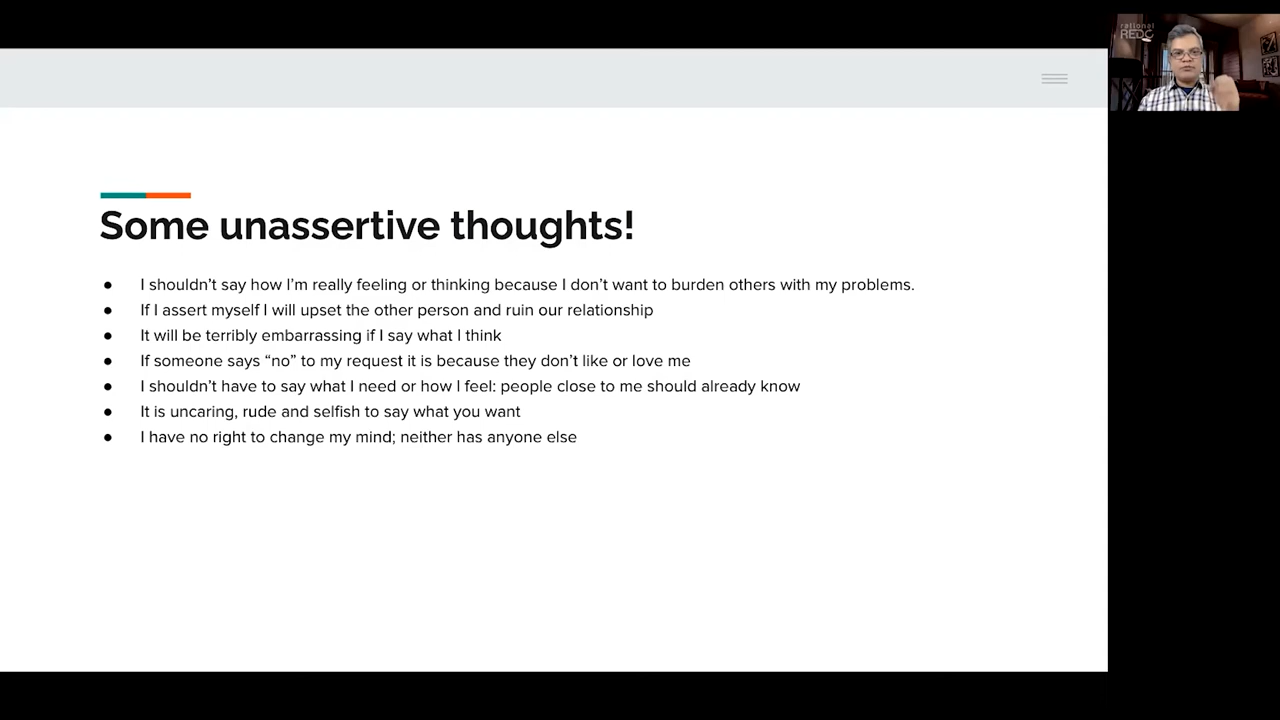 rational
REDC
Some unassertive thoughts!
● I shouldn’t say how I’m really feeling or thinking because I don’t want to burden others with my problems.
● If I assert myself I will upset the other person and ruin our relationship
● It will be terribly embarrassing if I say what I think
● If someone says “no” to my request it is because they don’t like or love me
● I shouldn’t have to say what I need or how I feel: people close to me should already know
● It is uncaring, rude and selfish to say what you want
● I have no right to change my mind; neither has anyone else